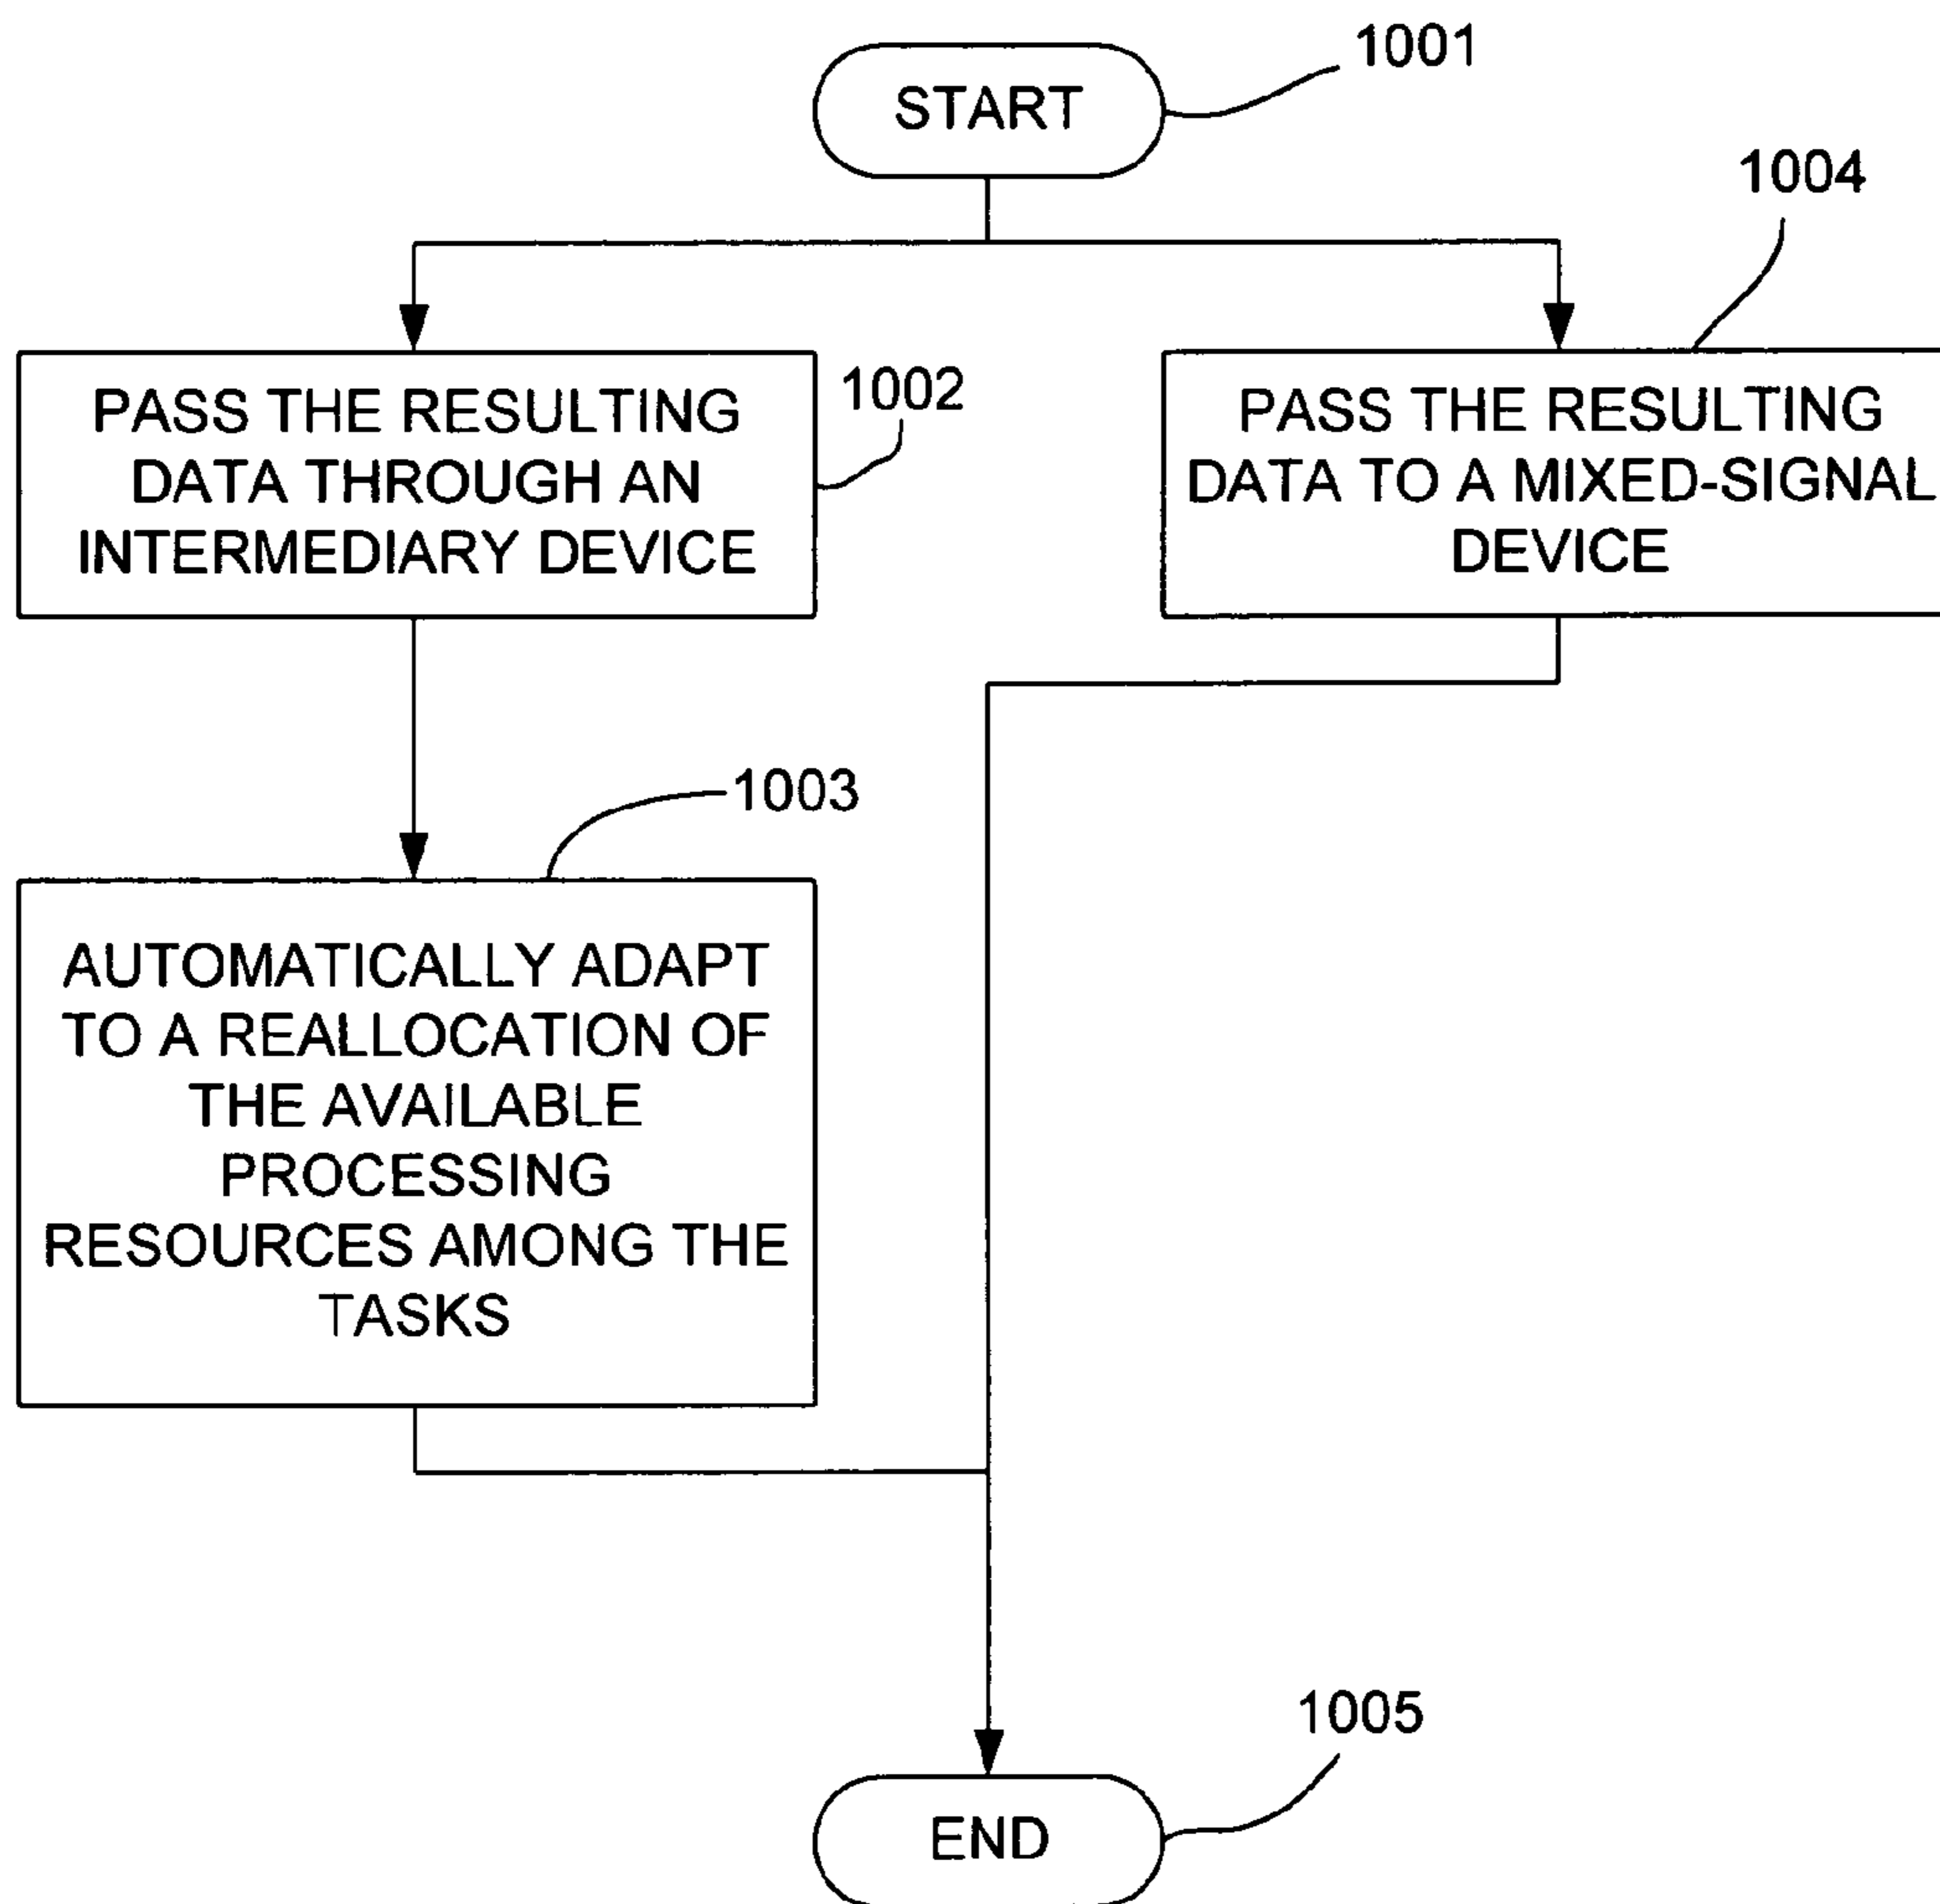 START
1001
1004
PASS THE RESULTING
DATA THROUGH AN
INTERMEDIARY DEVICE
1002
PASS THE RESULTING
DATA TO A MIXED-SIGNAL
DEVICE
1003
AUTOMATICALLY ADAPT
TO A REALLOCATION OF
THE AVAILABLE
PROCESSING
RESOURCES AMONG THE
TASKS
1005
END